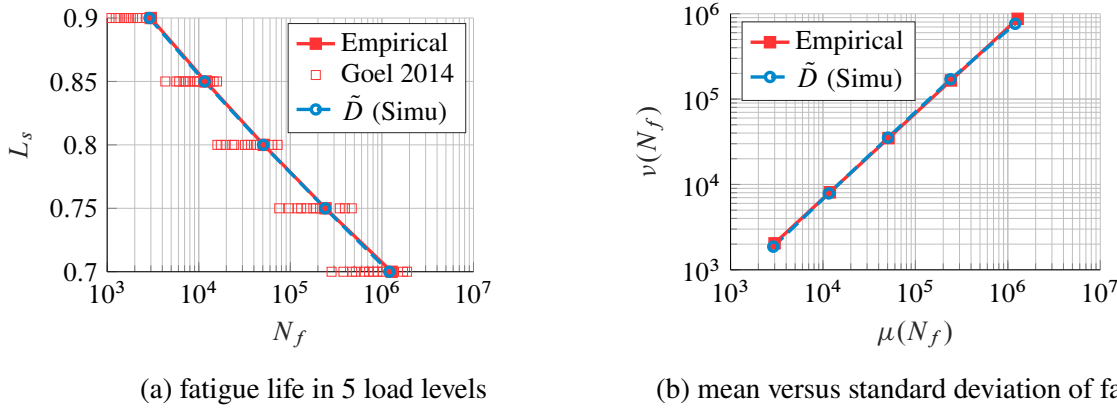 0.9
0.85
0.8
0.75
0.7
L_s
10^3 10^4 10^5 10^6 10^7
N_f
Empirical
Goel 2014
D̃ (Simu)
(a) fatigue life in 5 load levels
10^6
10^5
10^4
10^3
ν(N_f)
10^3 10^4 10^5 10^6 10^7
μ(N_f)
Empirical
D̃ (Simu)
(b) mean versus standard deviation of fa